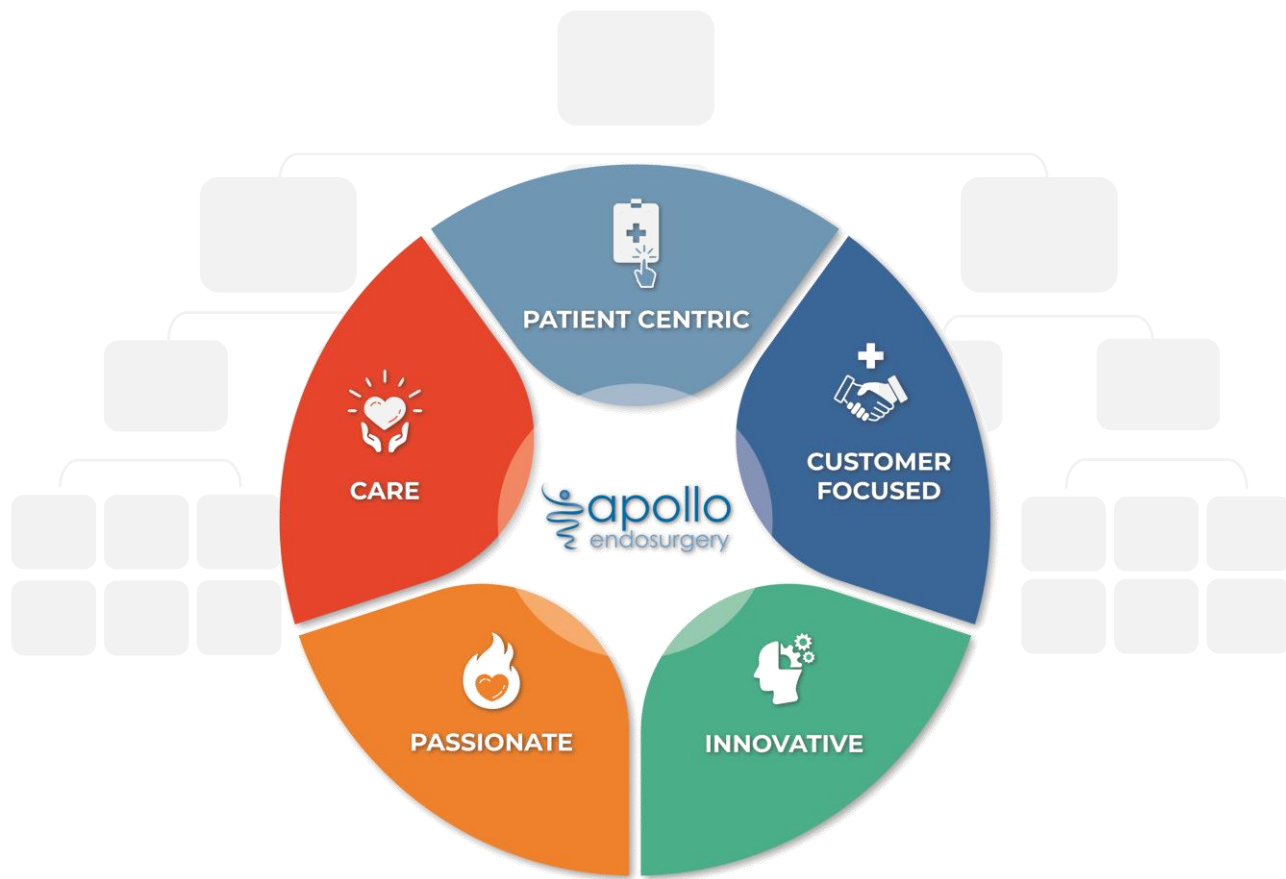 PATIENT CENTRIC
CUSTOMER
FOCUSED
CARE
apollo
endosurgery
PASSIONATE
INNOVATIVE